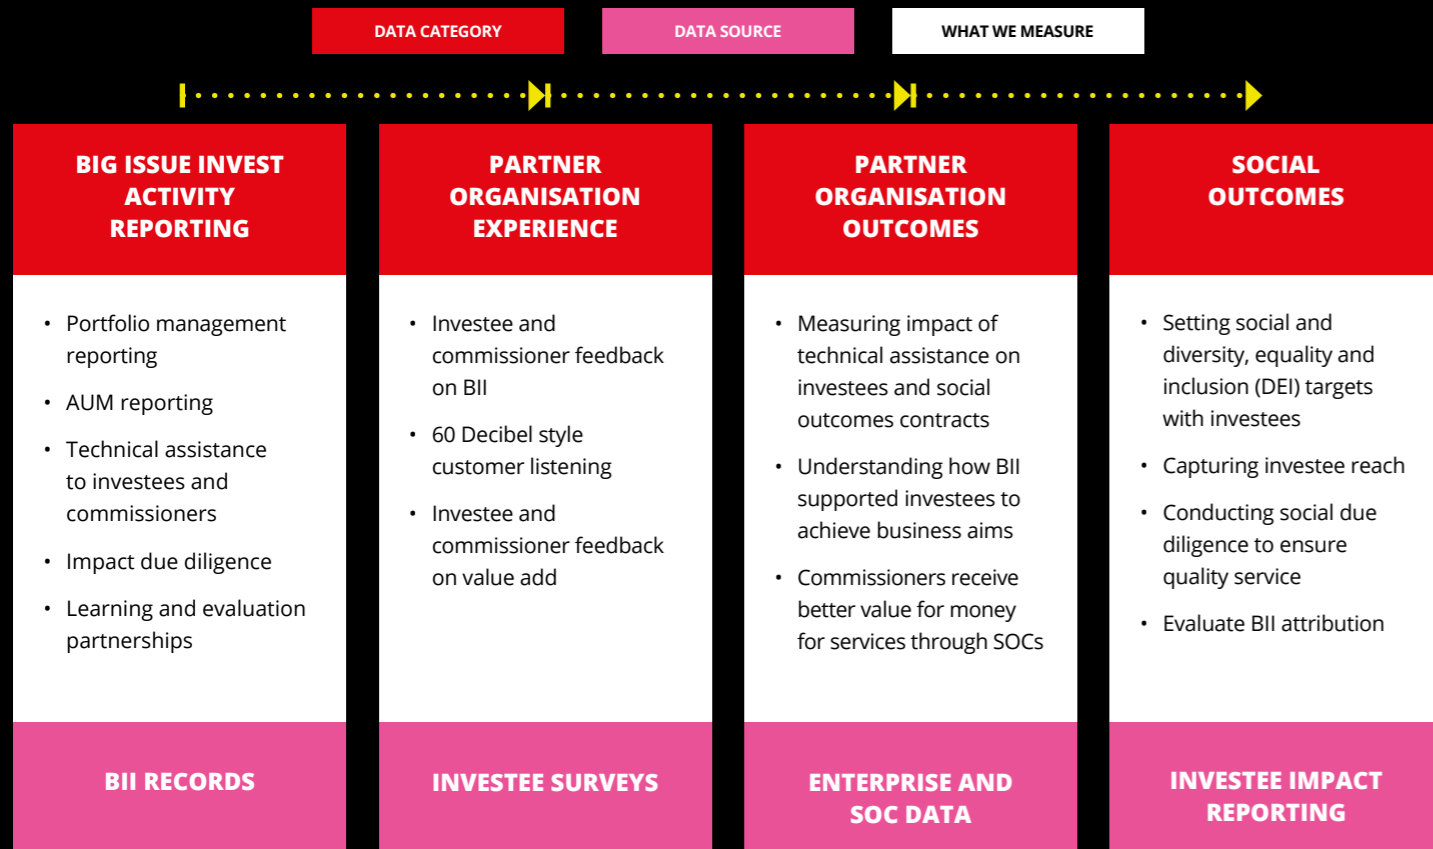 DATA CATEGORY
DATA SOURCE
WHAT WE MEASURE
BIG ISSUE INVEST
ACTIVITY
REPORTING
• Portfolio management
reporting
• AUM reporting
• Technical assistance
to investees and
commissioners
• Impact due diligence
• Learning and evaluation
partnerships
BII RECORDS
PARTNER
ORGANISATION
EXPERIENCE
• Investee and
commissioner feedback
on BII
• 60 Decibel style
customer listening
• Investee and
commissioner feedback
on value add
INVESTEE SURVEYS
PARTNER
ORGANISATION
OUTCOMES
• Measuring impact of
technical assistance on
investees and social
outcomes contracts
• Understanding how BII
supported investees to
achieve business aims
• Commissioners receive
better value for money
for services through SOCs
ENTERPRISE AND
SOC DATA
SOCIAL
OUTCOMES
• Setting social and
diversity, equality and
inclusion (DEI) targets
with investees
• Capturing investee reach
• Conducting social due
diligence to ensure
quality service
• Evaluate BII attribution
INVESTEE IMPACT
REPORTING